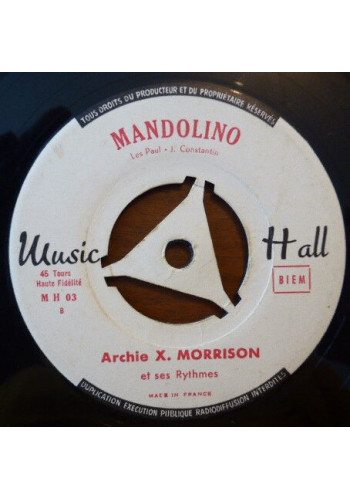 TOUS DROITS DU PRODUCTEUR ET DU PROPRIÉTAIRE RÉSERVÉS
MANDOLINO
Les Paul - J. Constantin
Music Hall
45 Tours
Haute Fidélité
M H 03
B
BIEM
Archie X. MORRISON
et ses Rythmes
MADE IN FRANCE
DUPLICATION EXÉCUTION PUBLIQUE RADIODIFFUSION INTERDITES